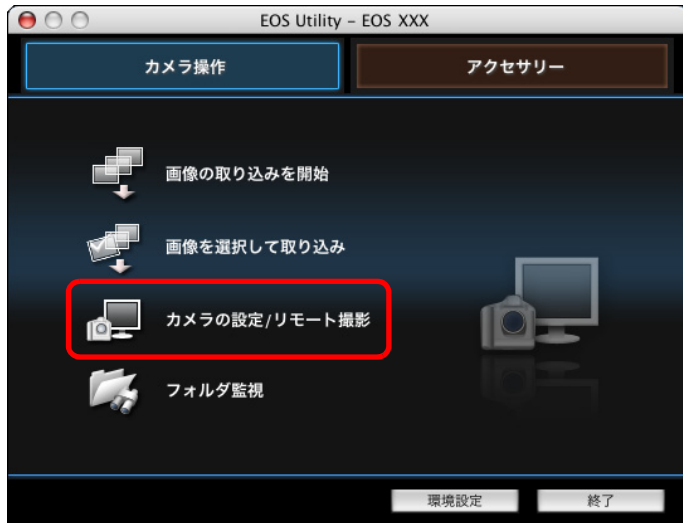 EOS Utility – EOS XXX
カメラ操作
アクセサリー
画像の取り込みを開始
画像を選択して取り込み
カメラの設定/リモート撮影
フォルダ監視
環境設定
終了